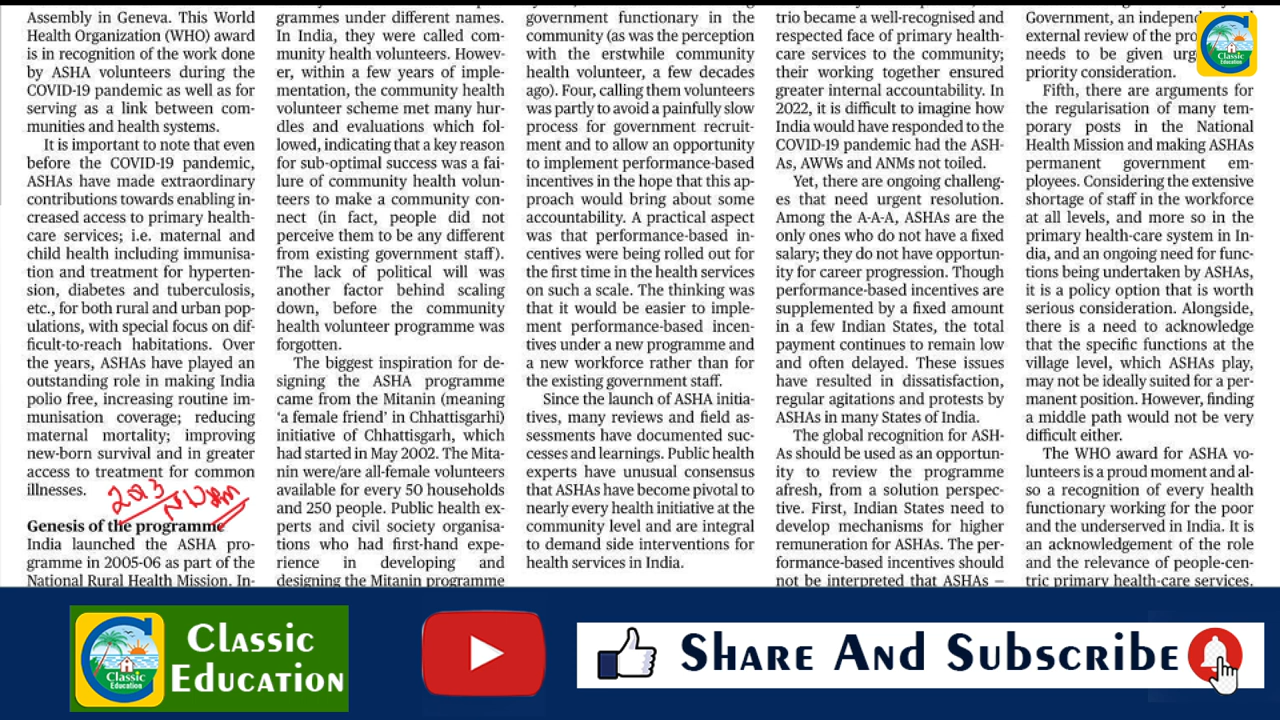 Assembly in Geneva. This World
Health Organization (WHO) award
is in recognition of the work done
by ASHA volunteers during the
COVID-19 pandemic as well as for
serving as a link between com-
munities and health systems.
It is important to note that even
before the COVID-19 pandemic,
ASHAs have made extraordinary
contributions towards enabling in-
creased access to primary health-
care services; i.e. maternal and
child health including immunisa-
tion and treatment for hyperten-
sion, diabetes and tuberculosis,
etc., for both rural and urban pop-
ulations, with special focus on dif-
ficult-to-reach habitations. Over
the years, ASHAs have played an
outstanding role in making India
polio free, increasing routine im-
munisation coverage; reducing
maternal mortality; improving
new-born survival and in greater
access to treatment for common
illnesses.
2013
NUHM
Genesis of the programme
India launched the ASHA pro-
gramme in 2005-06 as part of the
National Rural Health Mission. In-
grammes under different names.
In India, they were called com-
munity health volunteers. Howev-
er, within a few years of imple-
mentation, the community health
volunteer scheme met many hur-
dles and evaluations which fol-
lowed, indicating that a key reason
for sub-optimal success was a fai-
lure of community health volun-
teers to make a community con-
nect (in fact, people did not
perceive them to be any different
from existing government staff).
The lack of political will was
another factor behind scaling
down, before the community
health volunteer programme was
forgotten.
The biggest inspiration for de-
signing the ASHA programme
came from the Mitanin (meaning
‘a female friend’ in Chhattisgarhi)
initiative of Chhattisgarh, which
had started in May 2002. The Mita-
nin were/are all-female volunteers
available for every 50 households
and 250 people. Public health ex-
perts and civil society organisa-
tions who had first-hand expe-
rience in developing and
designing the Mitanin programme
government functionary in the
community (as was the perception
with the erstwhile community
health volunteer, a few decades
ago). Four, calling them volunteers
was partly to avoid a painfully slow
process for government recruit-
ment and to allow an opportunity
to implement performance-based
incentives in the hope that this ap-
proach would bring about some
accountability. A practical aspect
was that performance-based in-
centives were being rolled out for
the first time in the health services
on such a scale. The thinking was
that it would be easier to imple-
ment performance-based incen-
tives under a new programme and
a new workforce rather than for
the existing government staff.
Since the launch of ASHA initia-
tives, many reviews and field as-
sessments have documented suc-
cesses and learnings. Public health
experts have unusual consensus
that ASHAs have become pivotal to
nearly every health initiative at the
community level and are integral
to demand side interventions for
health services in India.
trio became a well-recognised and
respected face of primary health-
care services to the community;
their working together ensured
greater internal accountability. In
2022, it is difficult to imagine how
India would have responded to the
COVID-19 pandemic had the ASH-
As, AWWs and ANMs not toiled.
Yet, there are ongoing challeng-
es that need urgent resolution.
Among the A-A-A, ASHAs are the
only ones who do not have a fixed
salary; they do not have opportun-
ity for career progression. Though
performance-based incentives are
supplemented by a fixed amount
in a few Indian States, the total
payment continues to remain low
and often delayed. These issues
have resulted in dissatisfaction,
regular agitations and protests by
ASHAs in many States of India.
The global recognition for ASH-
As should be used as an opportun-
ity to review the programme
afresh, from a solution perspec-
tive. First, Indian States need to
develop mechanisms for higher
remuneration for ASHAs. The per-
formance-based incentives should
not be interpreted that ASHAs –
Government, an
external review of the
needs to be given
priority consideration.
Fifth, there are arguments for
the regularisation of many tem-
porary posts in the National
Health Mission and making ASHAs
permanent government em-
ployees. Considering the extensive
shortage of staff in the workforce
at all levels, and more so in the
primary health-care system in In-
dia, and an ongoing need for func-
tions being undertaken by ASHAs,
it is a policy option that is worth
serious consideration. Alongside,
there is a need to acknowledge
that the specific functions at the
village level, which ASHAs play,
may not be ideally suited for a per-
manent position. However, finding
a middle path would not be very
difficult either.
The WHO award for ASHA vo-
lunteers is a proud moment and al-
so a recognition of every health
functionary working for the poor
and the underserved in India. It is
an acknowledgement of the role
and the relevance of people-cen-
tric primary health-care services.
Classic
Education
Classic
Education
Classic
Education
Share And Subscribe